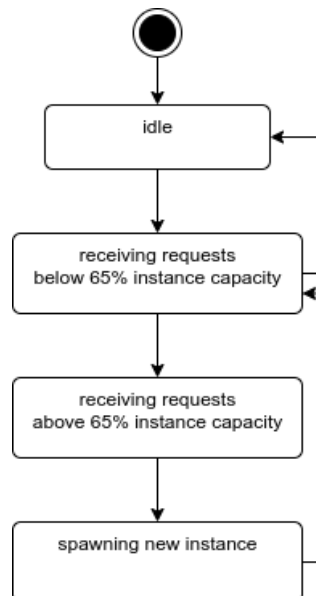 idle
receiving requests
below 65% instance capacity
receiving requests
above 65% instance capacity
spawning new instance